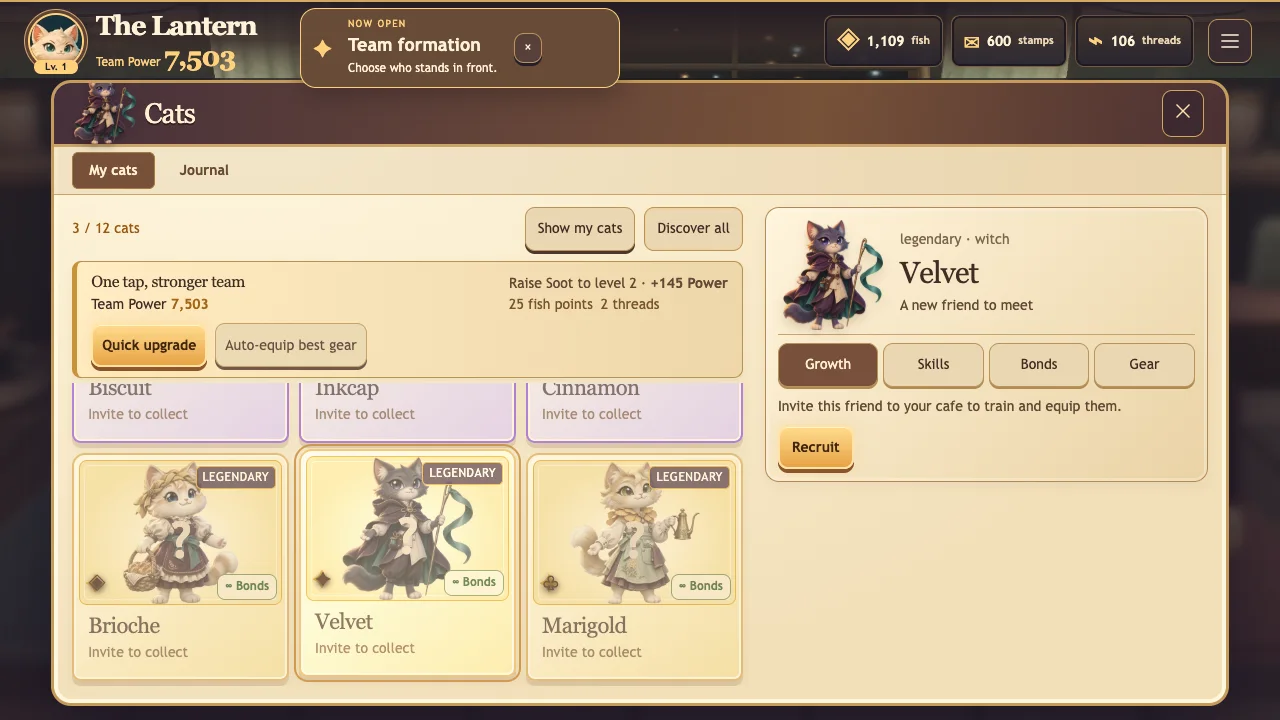 The Lantern
Team Power 7,503
Lv. 1
NOW OPEN
Team formation
Choose who stands in front.
×
1,109 fish
600 stamps
106 threads
Cats
My cats
Journal
3 / 12 cats
Show my cats
Discover all
One tap, stronger team
Team Power 7,503
Raise Soot to level 2 · +145 Power
25 fish points 2 threads
Quick upgrade
Auto-equip best gear
Biscuit
Invite to collect
Inkcap
Invite to collect
Cinnamon
Invite to collect
LEGENDARY
∞ Bonds
Brioche
Invite to collect
LEGENDARY
∞ Bonds
Velvet
Invite to collect
LEGENDARY
∞ Bonds
Marigold
Invite to collect
legendary · witch
Velvet
A new friend to meet
Growth
Skills
Bonds
Gear
Invite this friend to your cafe to train and equip them.
Recruit